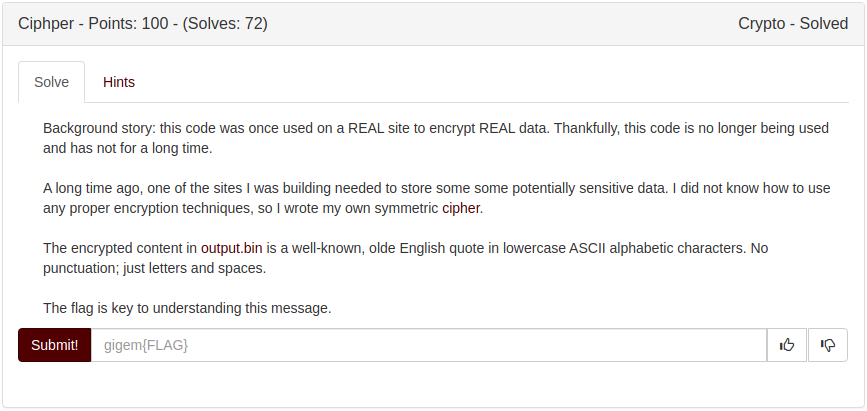 Ciphper - Points: 100 - (Solves: 72)
Crypto - Solved
Solve
Hints
Background story: this code was once used on a REAL site to encrypt REAL data. Thankfully, this code is no longer being used
and has not for a long time.
A long time ago, one of the sites I was building needed to store some some potentially sensitive data. I did not know how to use
any proper encryption techniques, so I wrote my own symmetric cipher.
The encrypted content in output.bin is a well-known, olde English quote in lowercase ASCII alphabetic characters. No
punctuation; just letters and spaces.
The flag is key to understanding this message.
Submit!
gigem{FLAG}